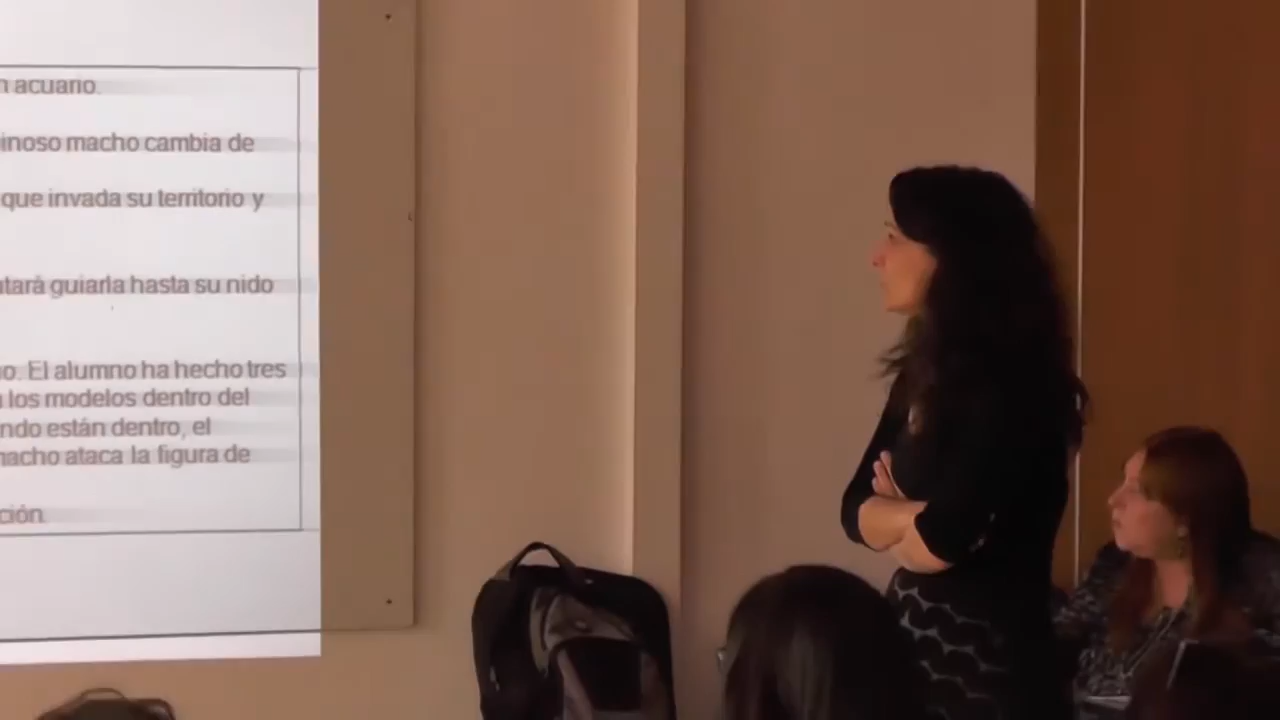 acuario.
inoso macho cambia de
que invada su territorio y
tará guiarla hasta su nido
o. El alumno ha hecho tres
los modelos dentro del
ndo están dentro, el
macho ataca la figura de
ción.